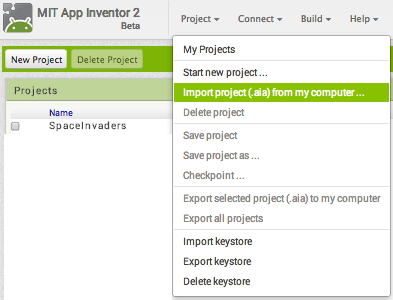 MIT App Inventor 2
Beta
Project Connect Build Help
New Project Delete Project
My Projects
Start new project ...
Import project (.aia) from my computer ...
Delete project
Save project
Save project as ...
Checkpoint ...
Export selected project (.aia) to my computer
Export all projects
Import keystore
Export keystore
Delete keystore
Projects
Name
SpaceInvaders